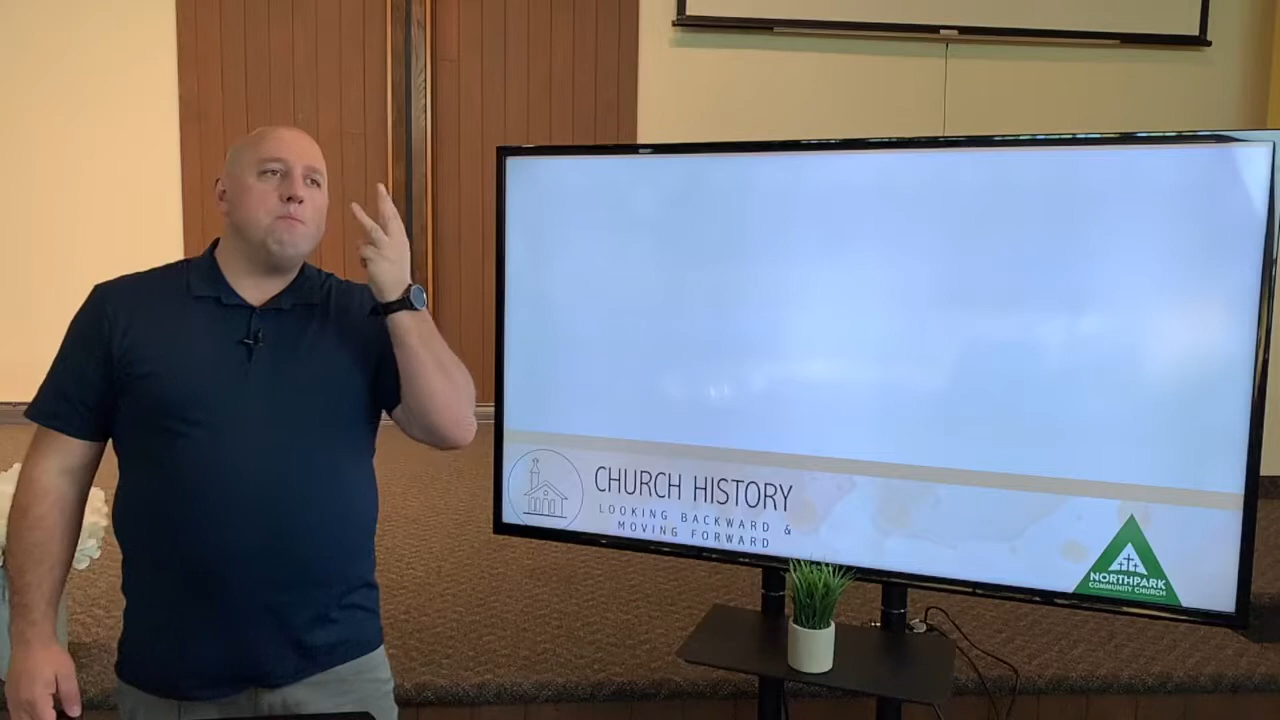 CHURCH HISTORY
LOOKING BACKWARD &
MOVING FORWARD
NORTHPARK
COMMUNITY CHURCH